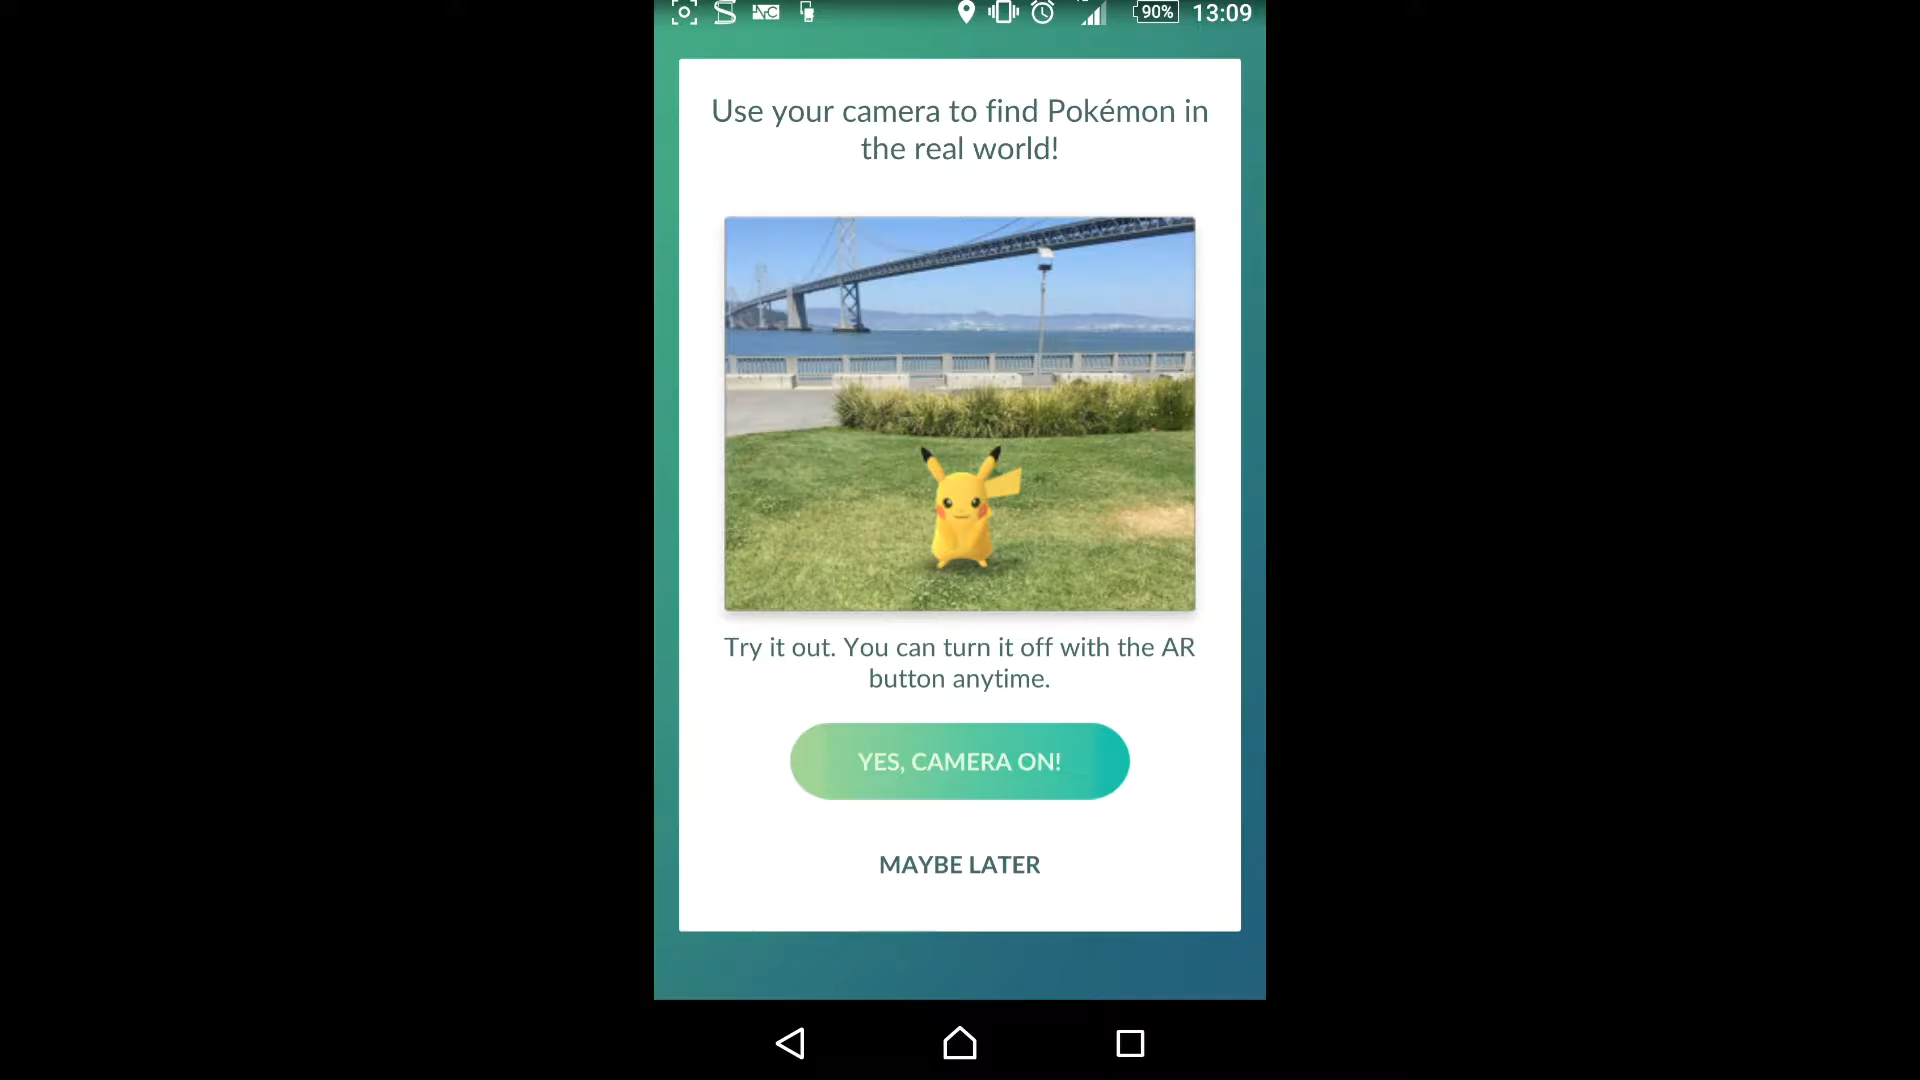 90% 13:09
Use your camera to find Pokémon in
the real world!
Try it out. You can turn it off with the AR
button anytime.
YES, CAMERA ON!
MAYBE LATER